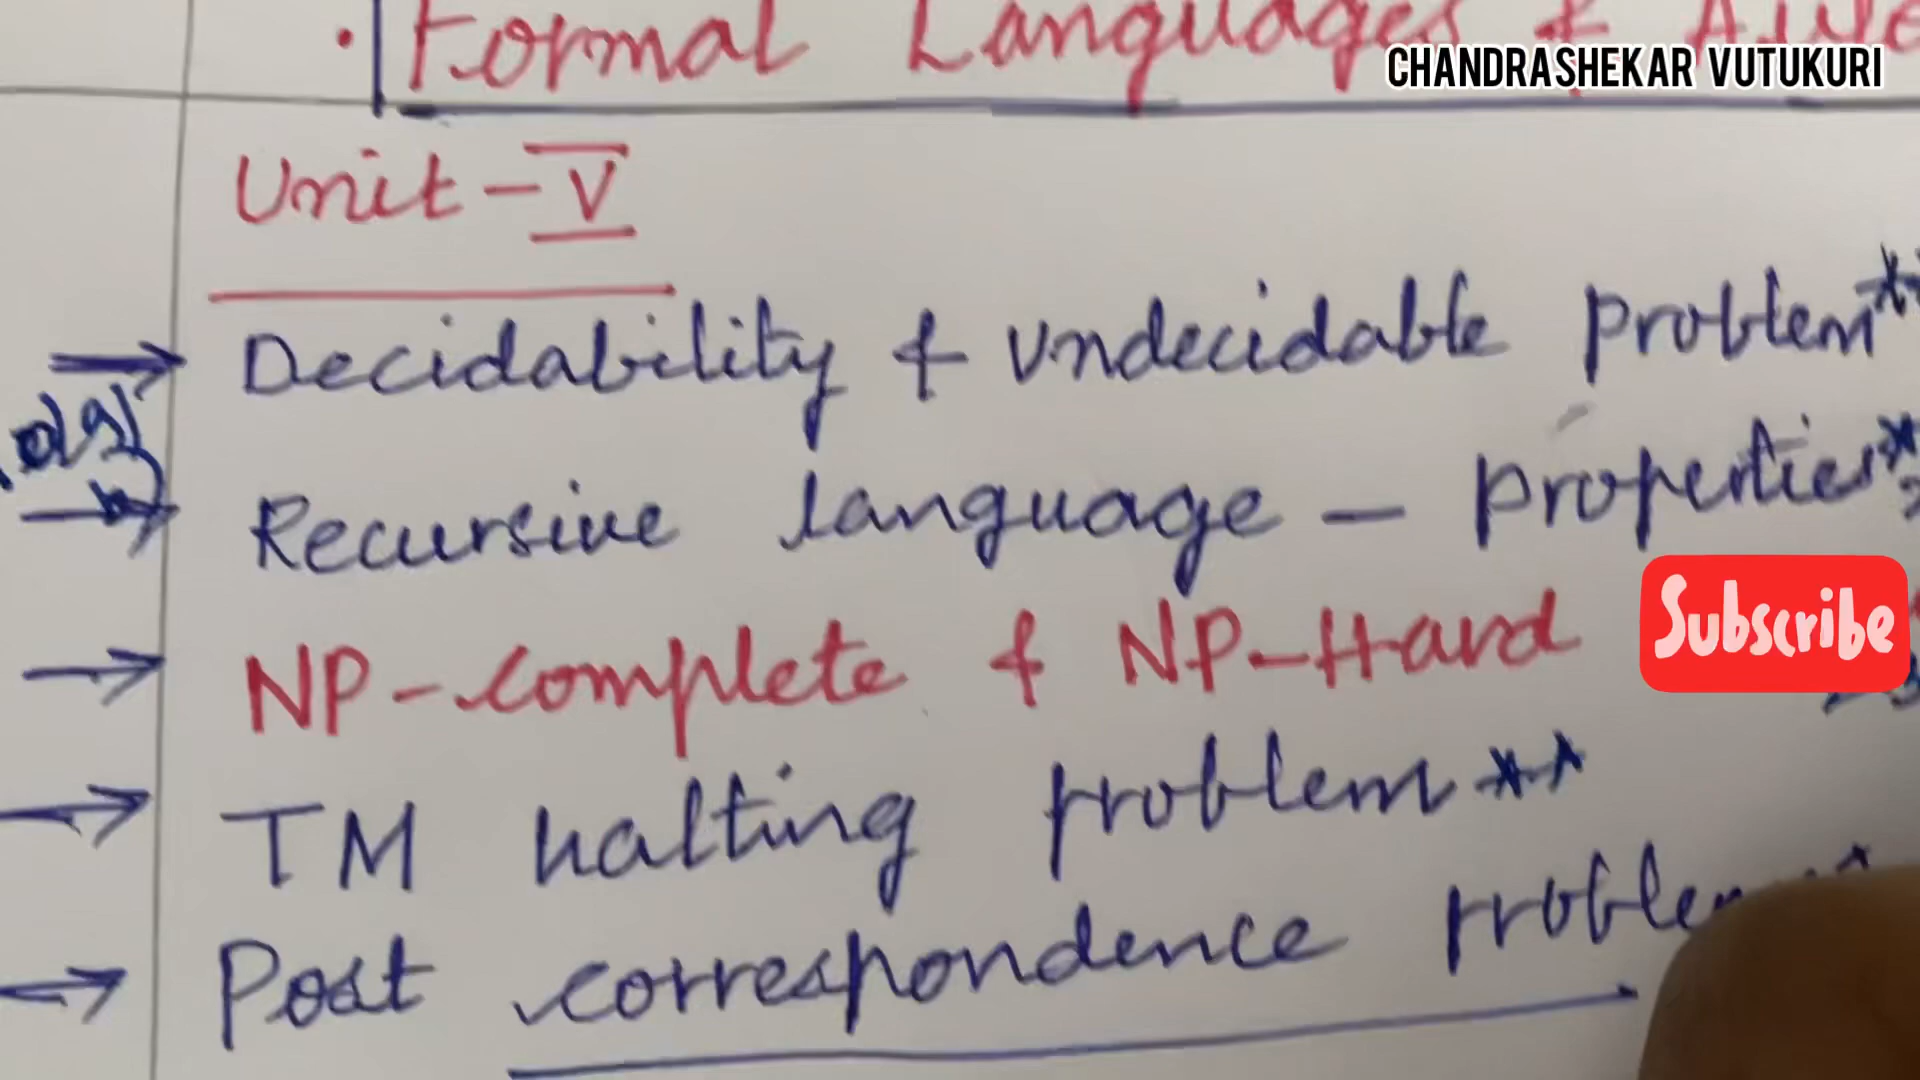 · Formal Languages &
CHANDRASHEKAR VUTUKURI
Unit - V
Decidability & undecidable problem **
Recursive language - properties *
NP-complete & NP-Hard
Subscribe
TM halting problem **
Post correspondence problem